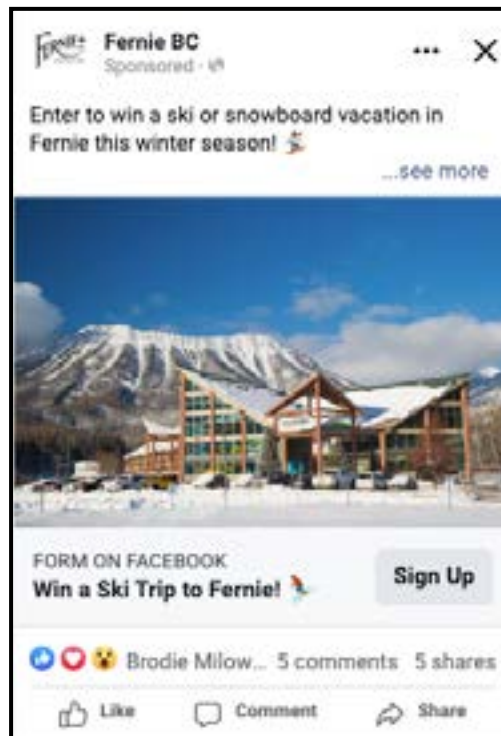 FERNIE
Fernie BC
Sponsored ·
Enter to win a ski or snowboard vacation in
Fernie this winter season! 🏂
...see more
FORM ON FACEBOOK
Win a Ski Trip to Fernie! ⛷
Sign Up
Brodie Milow... 5 comments 5 shares
Like Comment Share